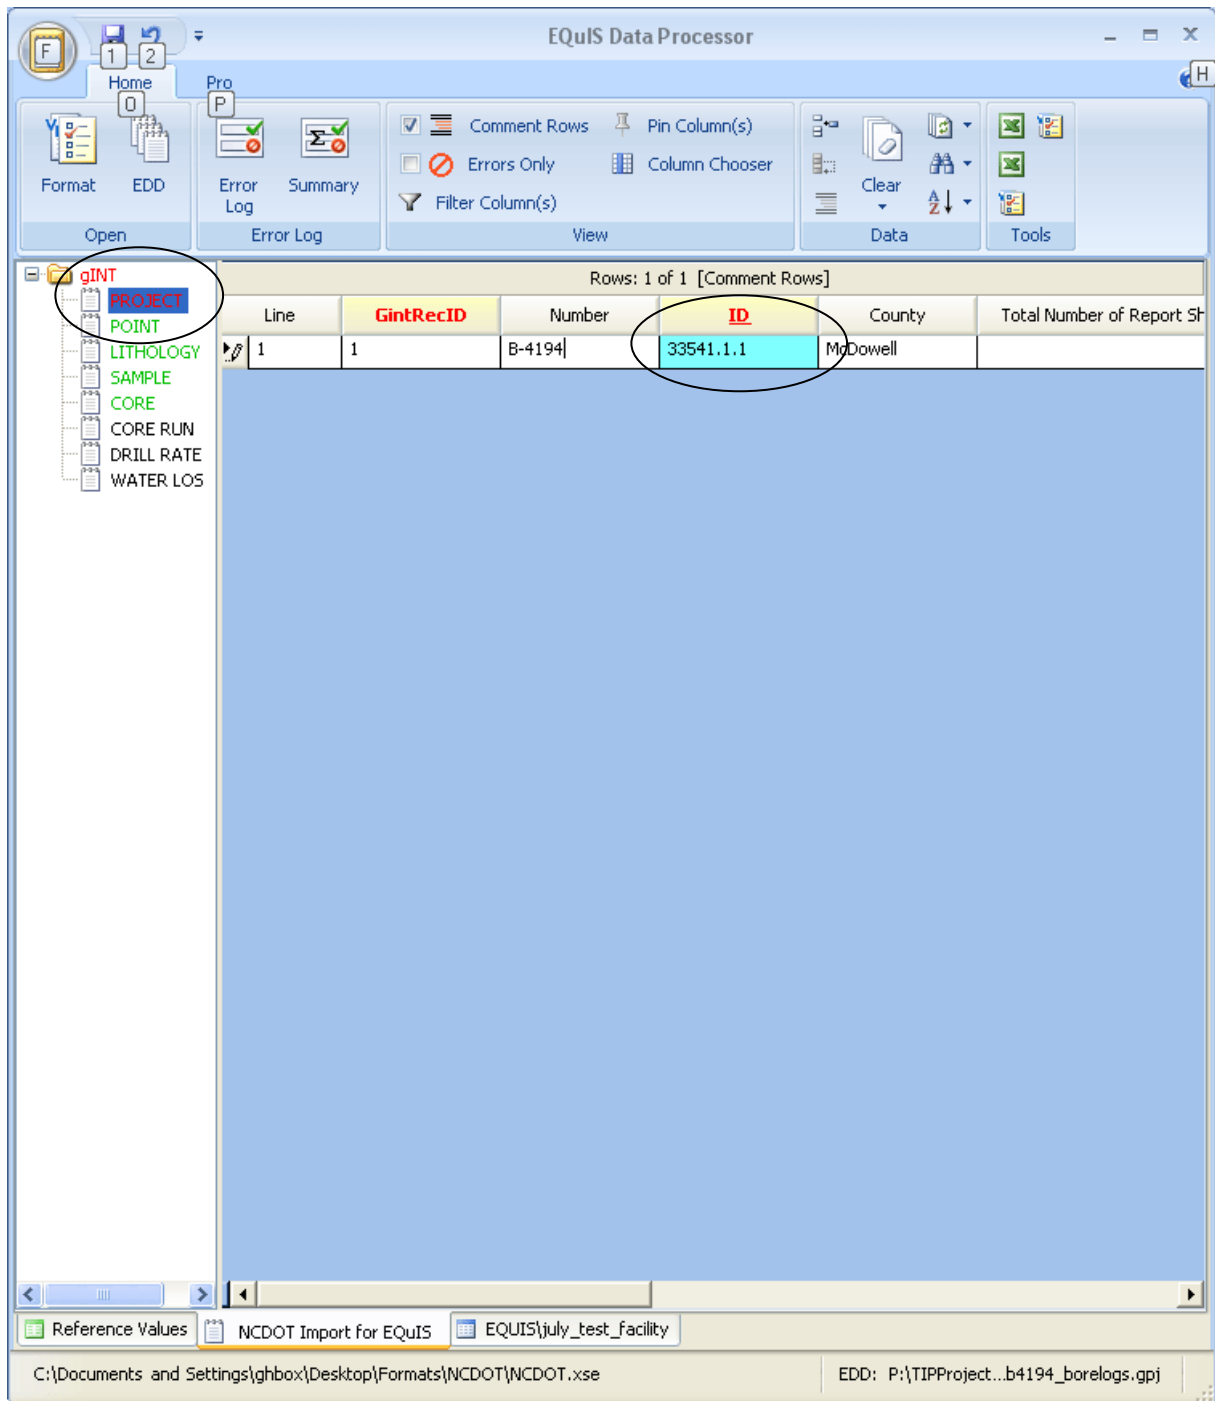 EQuIS Data Processor
F
1
2
Home
Pro
H
O
P
Format
EDD
Error Log
Summary
Comment Rows
Pin Column(s)
Errors Only
Column Chooser
Filter Column(s)
Clear
Open
Error Log
View
Data
Tools
gINT
PROJECT
POINT
LITHOLOGY
SAMPLE
CORE
CORE RUN
DRILL RATE
WATER LOS
Rows: 1 of 1 [Comment Rows]
Line GintRecID Number ID County Total Number of Report Sh
1 1 B-4194 33541.1.1 McDowell
Reference Values
NCDOT Import for EQuIS
EQUIS\july_test_facility
C:\Documents and Settings\ghbox\Desktop\Formats\NCDOT\NCDOT.xse
EDD: P:\TIPProject...b4194_borelogs.gpj